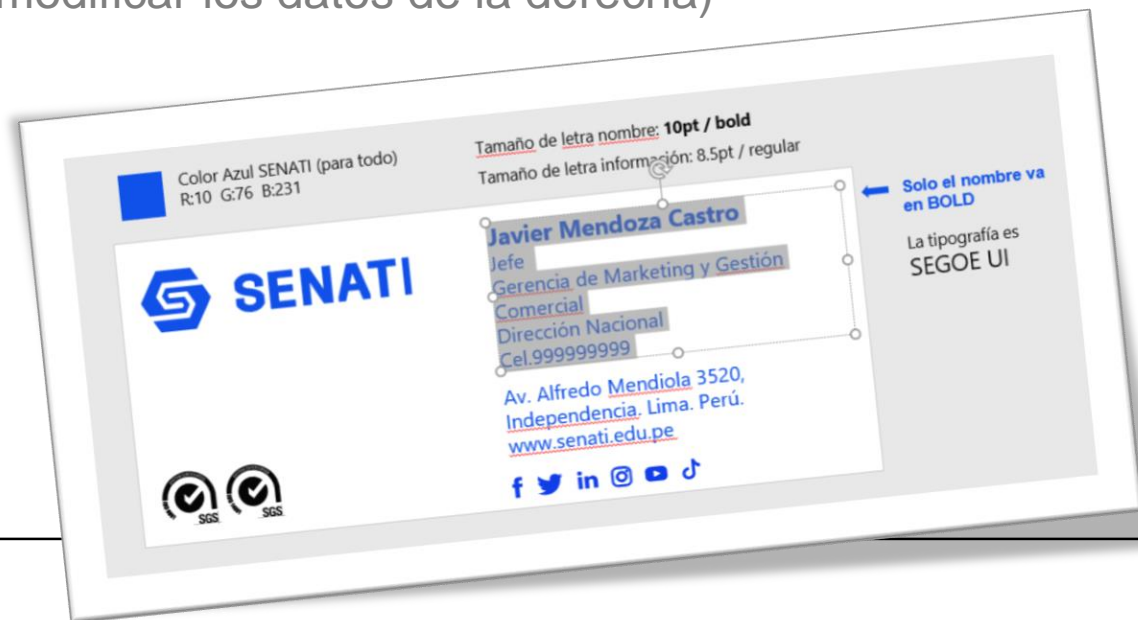 modificar los datos de la derecha)
Color Azul SENATI (para todo)
R:10 G:76 B:231
Tamaño de letra nombre: 10pt / bold
Tamaño de letra información: 8.5pt / regular
SENATI
Javier Mendoza Castro
Jefe
Gerencia de Marketing y Gestión
Comercial
Dirección Nacional
Cel.999999999
Av. Alfredo Mendiola 3520,
Independencia. Lima. Perú.
www.senati.edu.pe
Solo el nombre va
en BOLD
La tipografía es
SEGOE UI
SGS
SGS